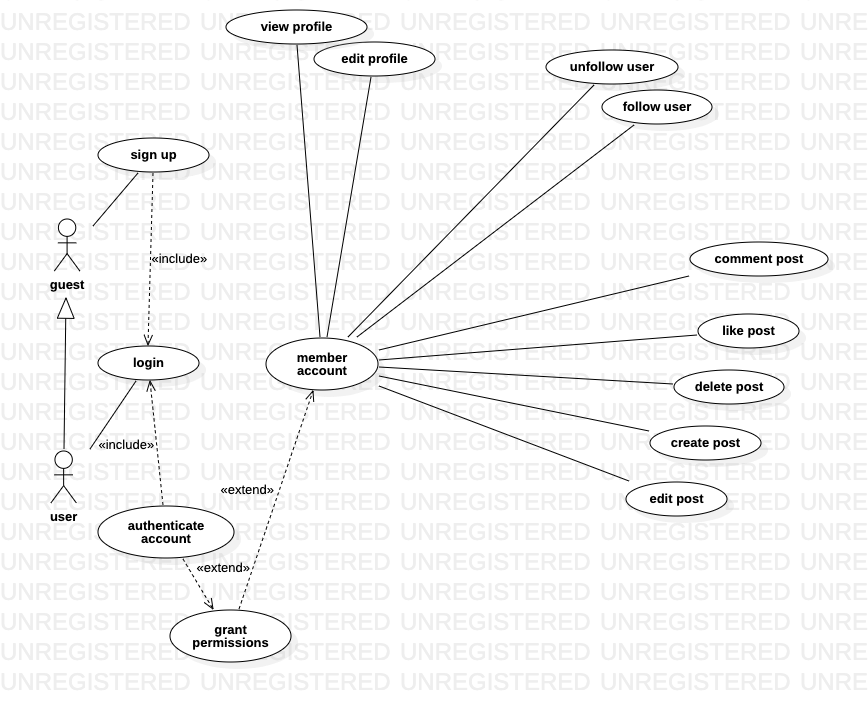 view profile
edit profile
unfollow user
follow user
sign up
«include»
guest
comment post
like post
login
member
account
delete post
create post
«include»
«extend»
edit post
user
authenticate
account
«extend»
grant
permissions
UNREGISTERED